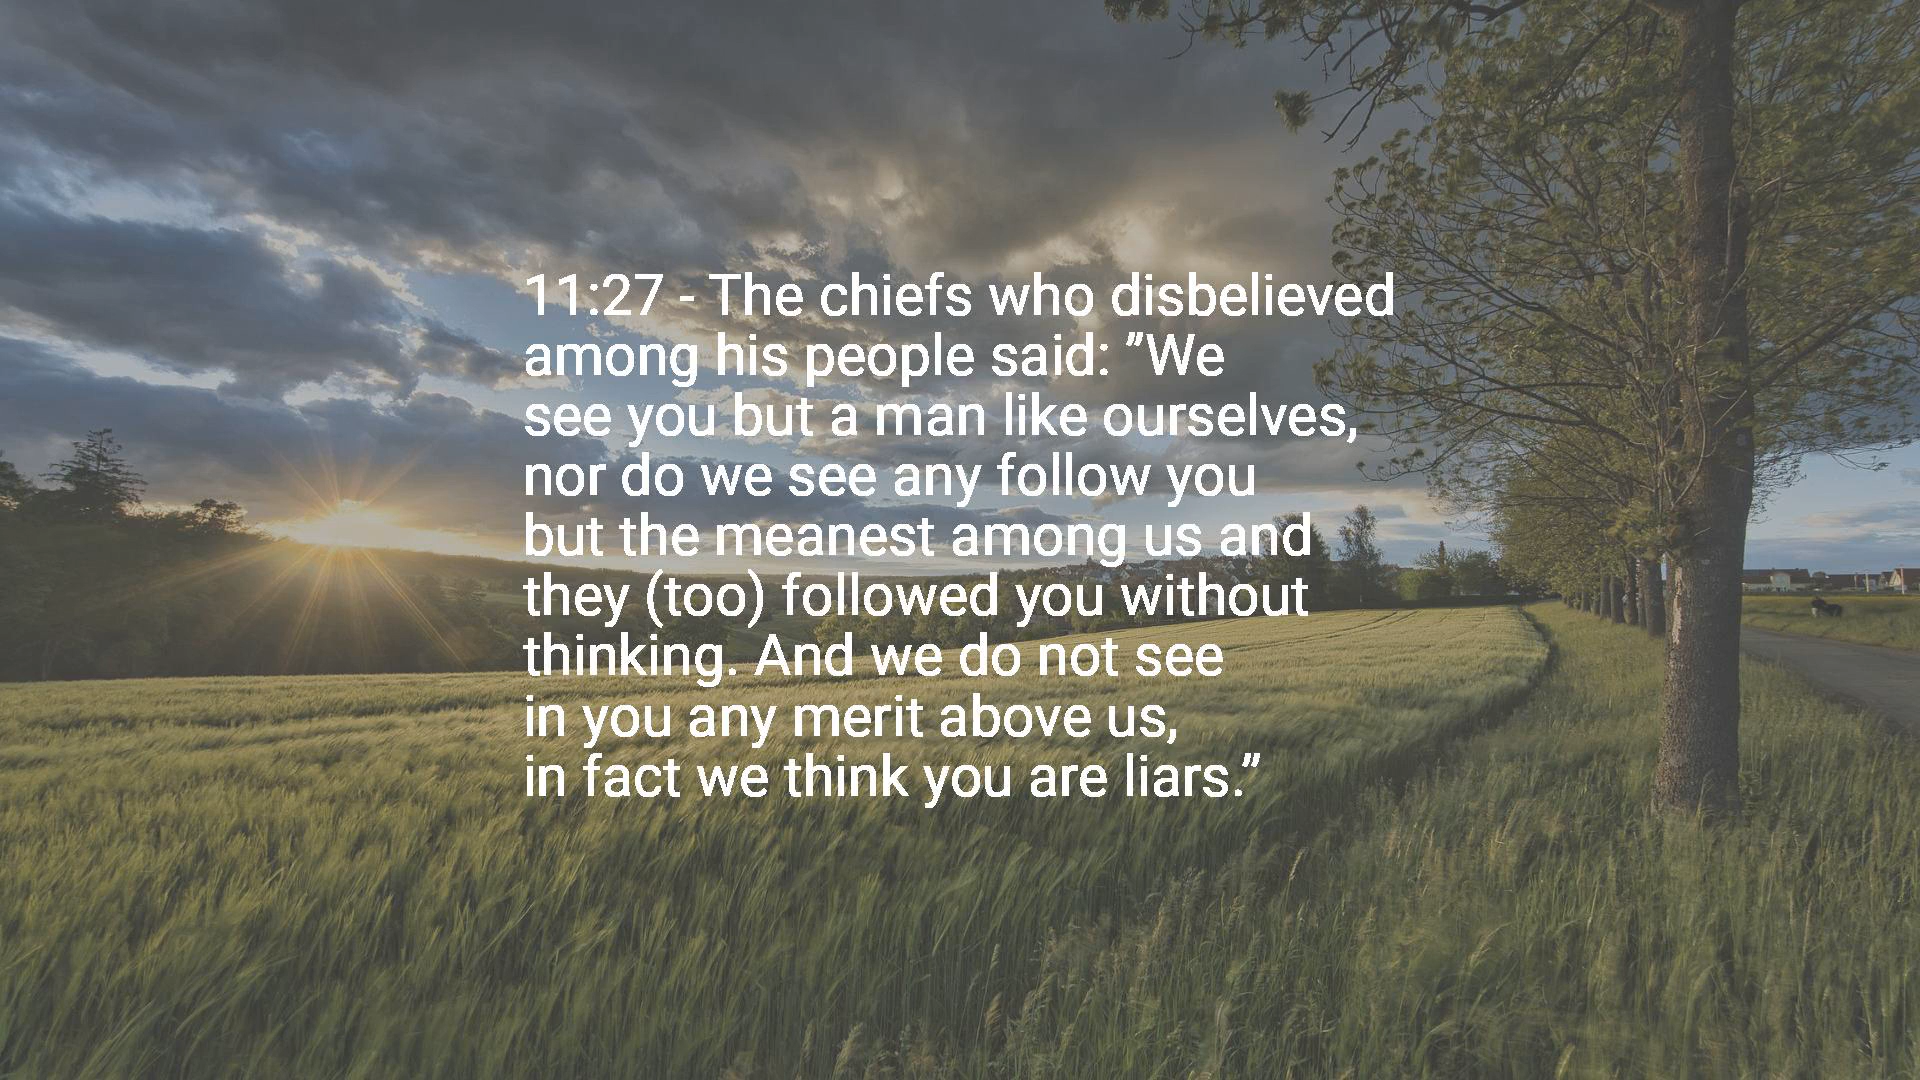 11:27 - The chiefs who disbelieved
among his people said: ”We
see you but a man like ourselves,
nor do we see any follow you
but the meanest among us and
they (too) followed you without
thinking. And we do not see
in you any merit above us,
in fact we think you are liars.”